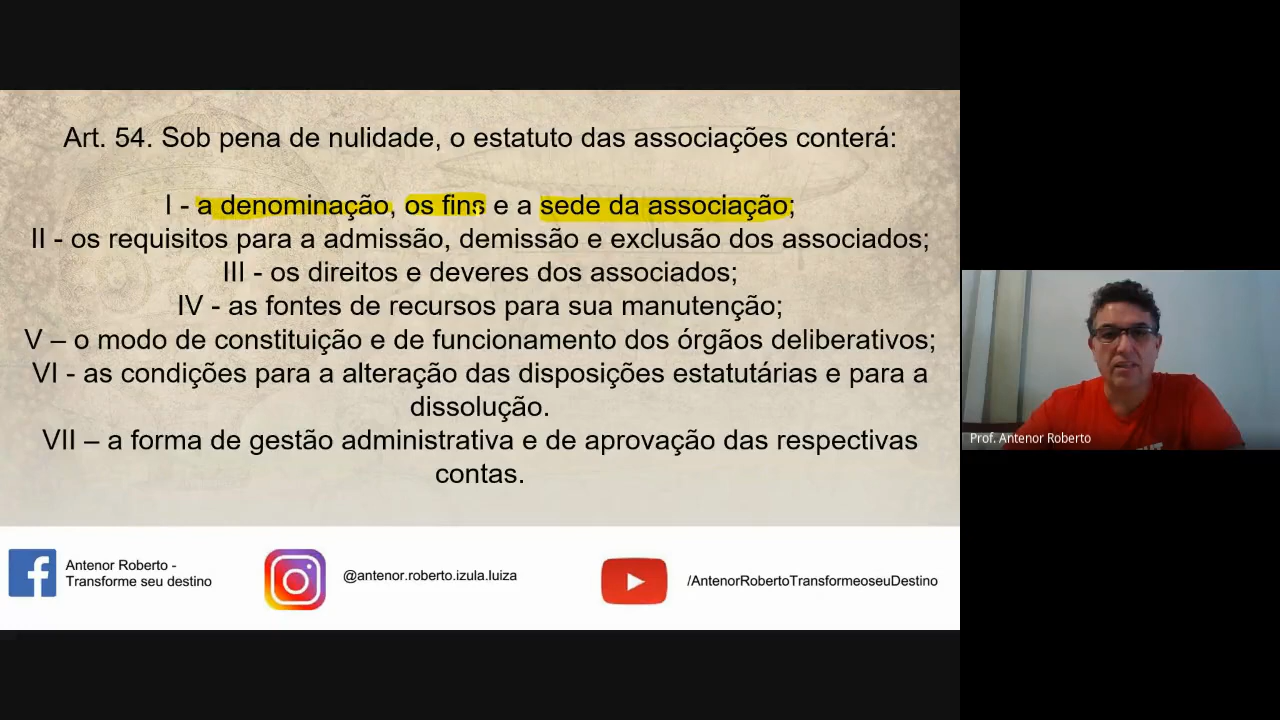 Art. 54. Sob pena de nulidade, o estatuto das associações conterá:
I - a denominação, os fins e a sede da associação;
II - os requisitos para a admissão, demissão e exclusão dos associados;
III - os direitos e deveres dos associados;
IV - as fontes de recursos para sua manutenção;
V – o modo de constituição e de funcionamento dos órgãos deliberativos;
VI - as condições para a alteração das disposições estatutárias e para a
dissolução.
VII – a forma de gestão administrativa e de aprovação das respectivas
contas.
Antenor Roberto -
Transforme seu destino
@antenor.roberto.izula.luiza
/AntenorRobertoTransformeoseuDestino
Prof. Antenor Roberto